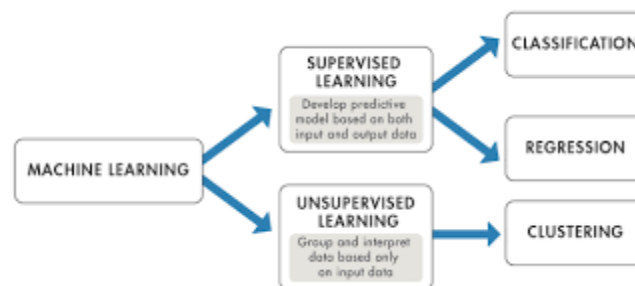 MACHINE LEARNING
SUPERVISED
LEARNING
Develop predictive
model based on both
input and output data
CLASSIFICATION
REGRESSION
UNSUPERVISED
LEARNING
Group and interpret
data based only
on input data
CLUSTERING